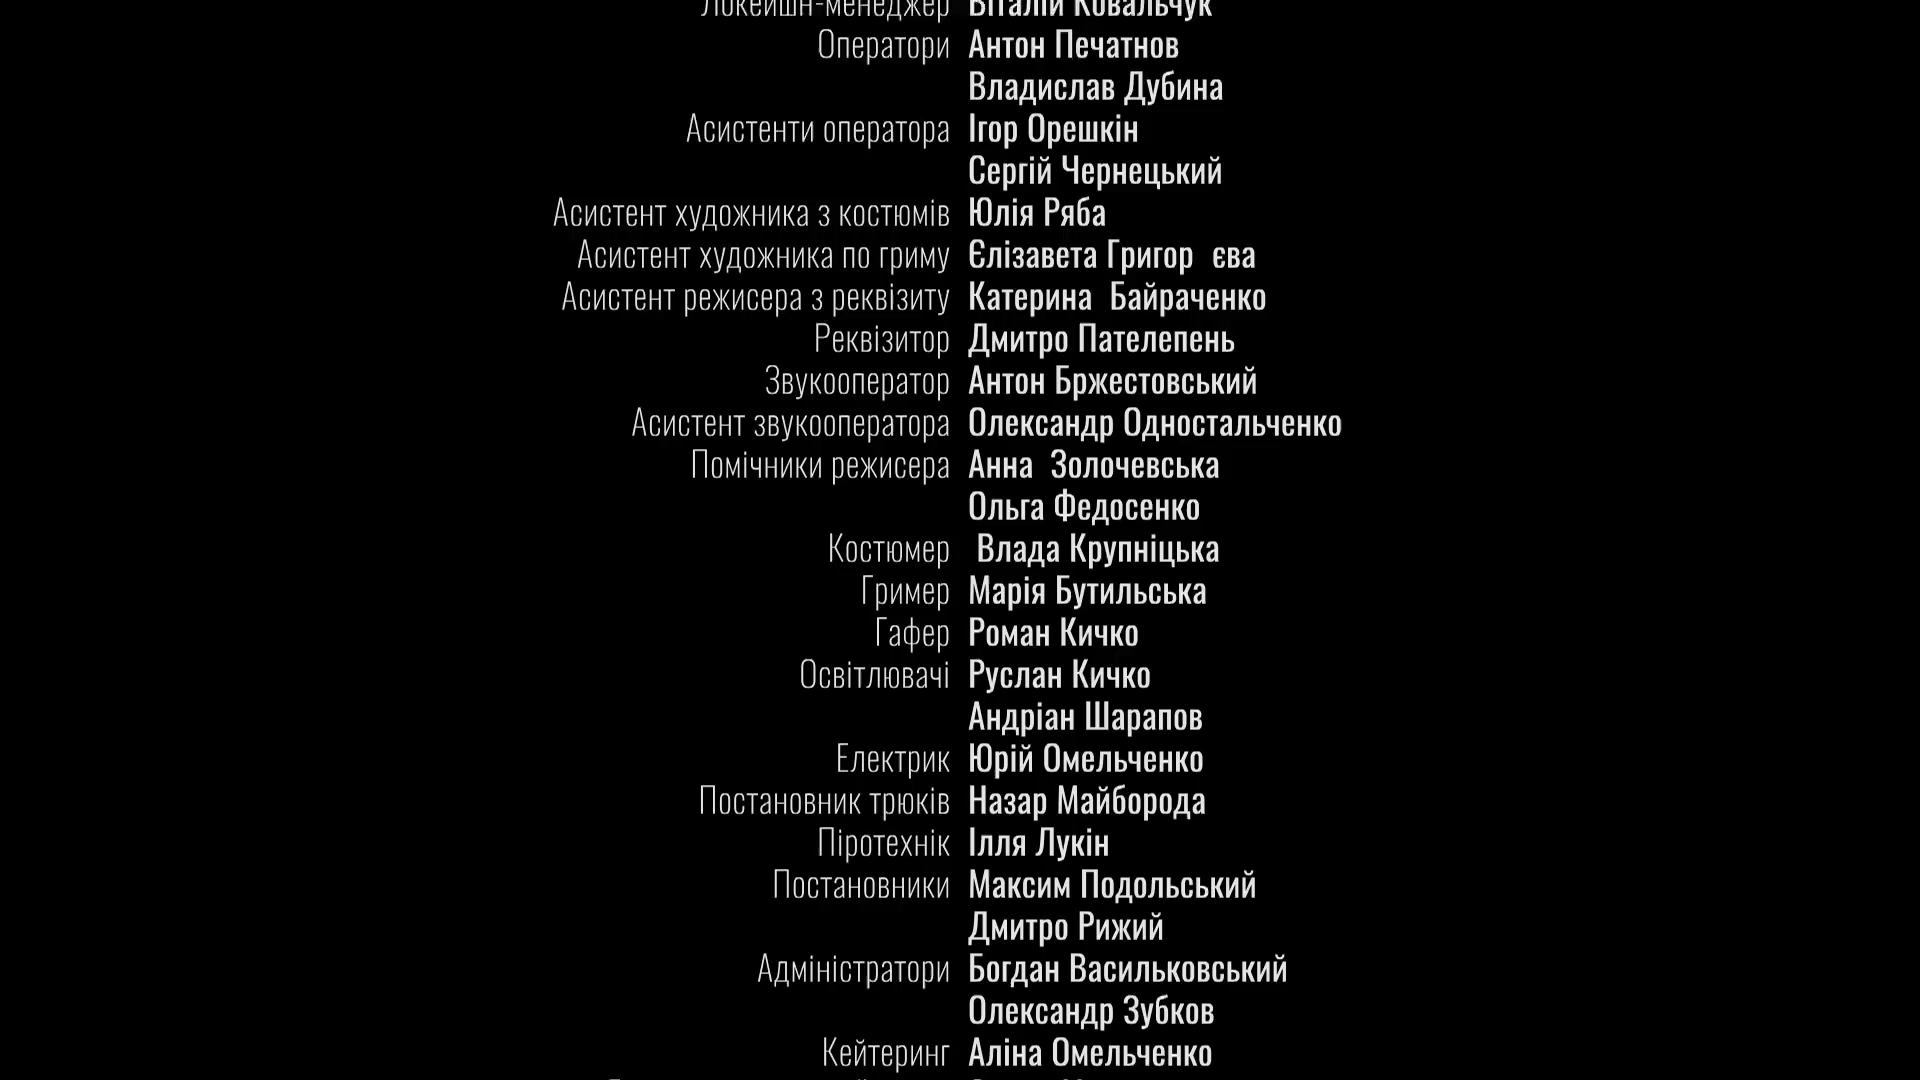 Локейшн-менеджер Віталій Ковальчук
Оператори Антон Печатнов
Владислав Дубина
Асистенти оператора Ігор Орешкін
Сергій Чернецький
Асистент художника з костюмів Юлія Ряба
Асистент художника по гриму Єлізавета Григор  єва
Асистент режисера з реквізиту Катерина  Байраченко
Реквізитор Дмитро Пателепень
Звукооператор Антон Бржестовський
Асистент звукооператора Олександр Одностальченко
Помічники режисера Анна  Золочевська
Ольга Федосенко
Костюмер Влада Крупніцька
Гример Марія Бутильська
Гафер Роман Кичко
Освітлювачі Руслан Кичко
Андріан Шарапов
Електрик Юрій Омельченко
Постановник трюків Назар Майборода
Піротехнік Ілля Лукін
Постановники Максим Подольський
Дмитро Рижий
Адміністратори Богдан Васильковський
Олександр Зубков
Кейтеринг Аліна Омельченко